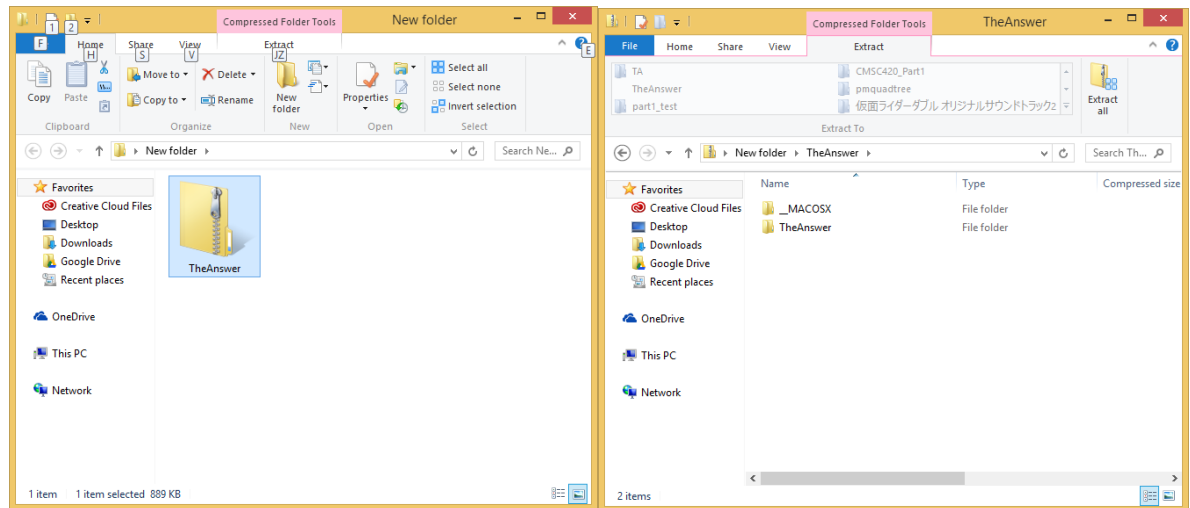 1
2
Compressed Folder Tools
New folder
F
Home
Share
View
Extract
H
S
V
JZ
E
Copy
Paste
Move to
Copy to
Delete
Rename
New
folder
Properties
Select all
Select none
Invert selection
Clipboard
Organize
New
Open
Select
New folder
Search Ne...
Favorites
Creative Cloud Files
Desktop
Downloads
Google Drive
Recent places
OneDrive
This PC
Network
TheAnswer
1 item 1 item selected 889 KB
Compressed Folder Tools
TheAnswer
File
Home
Share
View
Extract
TA
TheAnswer
part1_test
CMSC420_Part1
pmquadtree
仮面ライダーダブル オリジナルサウンドトラック2
Extract
all
Extract To
New folder
TheAnswer
Search Th...
Favorites
Creative Cloud Files
Desktop
Downloads
Google Drive
Recent places
OneDrive
This PC
Network
Name Type Compressed size
__MACOSX File folder
TheAnswer File folder
2 items